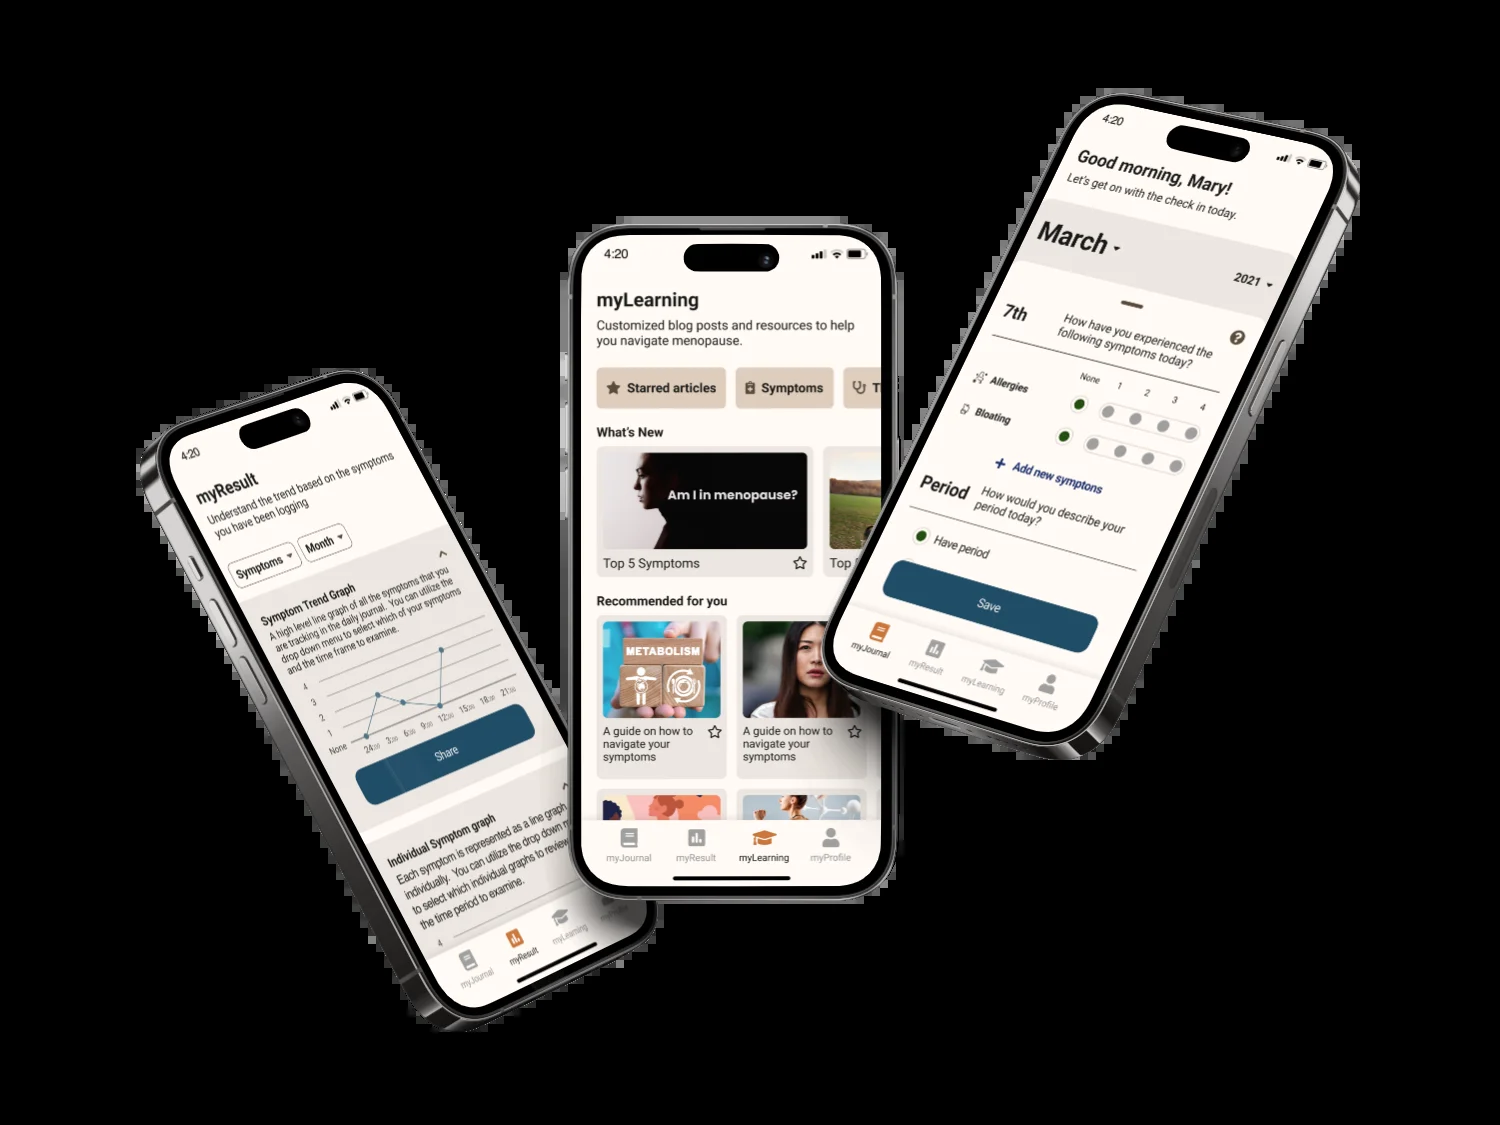 4:20
myResult
Understand the trend based on the symptoms
you have been logging
Symptoms
Month
Symptom Trend Graph
A high level line graph of all the symptoms that you
are tracking in the daily journal. You can utilize the
drop down menu to select which of your symptoms
and the time frame to examine.
4
3
2
1
None
24:00 3:00 6:00 9:00 12:00 15:00 18:00 21:00
Share
Individual Symptom graph
Each symptom is represented as a line graph
individually. You can utilize the drop down
to select which individual graphs to review
the time period to examine.
4
myJournal
myResult
myLearning
4:20
myLearning
Customized blog posts and resources to help
you navigate menopause.
Starred articles
Symptoms
What's New
Am I in menopause?
Top 5 Symptoms
Top
Recommended for you
METABOLISM
A guide on how to
navigate your
symptoms
A guide on how to
navigate your
symptoms
myJournal
myResult
myLearning
myProfile
4:20
Good morning, Mary!
Let's get on with the check in today.
March
2021
7th
How have you experienced the
following symptoms today?
?
None 1 2 3 4
Allergies
Bloating
+ Add new symptons
Period
How would you describe your
period today?
Have period
Save
myJournal
myResult
myLearning
myProfile